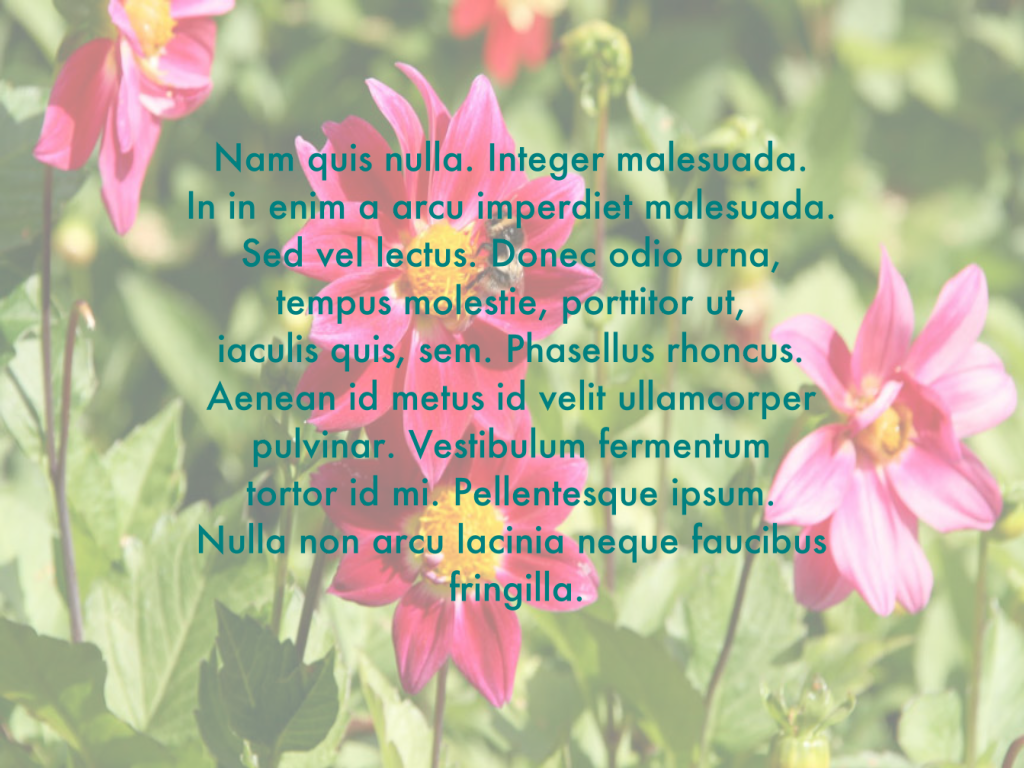 Nam quis nulla. Integer malesuada.
In in enim a arcu imperdiet malesuada.
Sed vel lectus. Donec odio urna,
tempus molestie, porttitor ut,
iaculis quis, sem. Phasellus rhoncus.
Aenean id metus id velit ullamcorper
pulvinar. Vestibulum fermentum
tortor id mi. Pellentesque ipsum.
Nulla non arcu lacinia neque faucibus
fringilla.